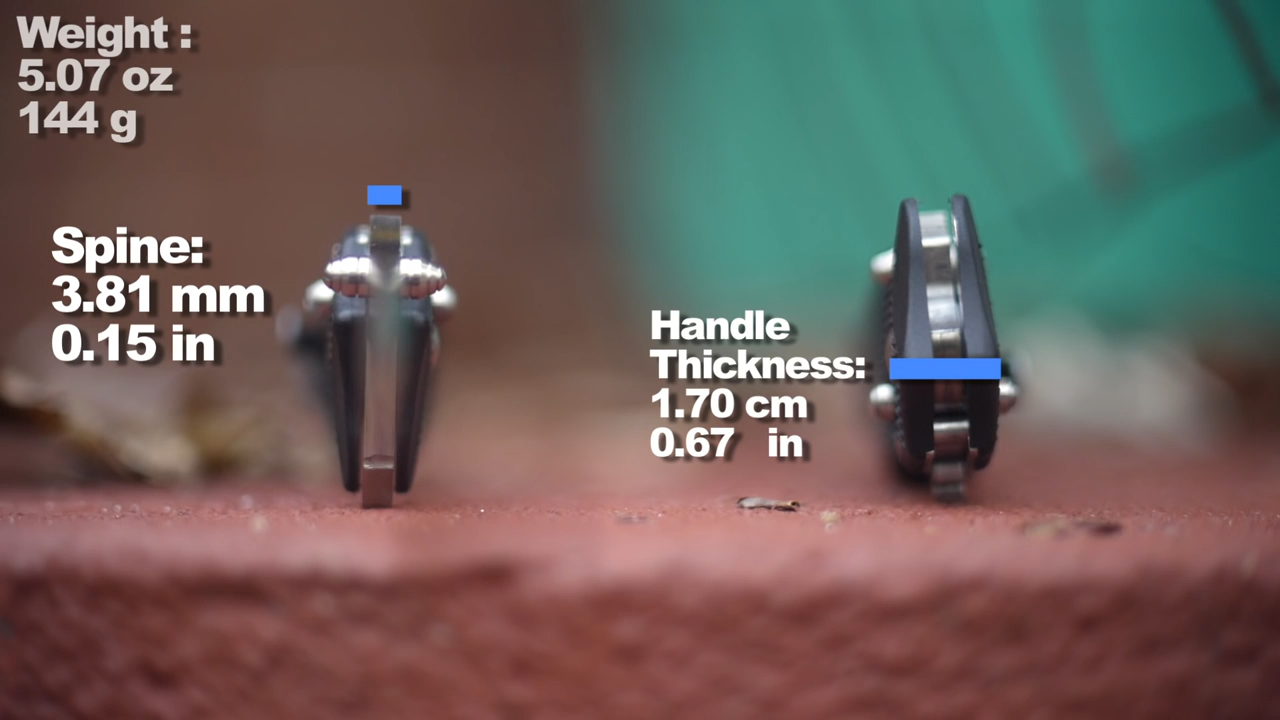 Weight :
5.07 oz
144 g
Spine:
3.81 mm
0.15 in
Handle
Thickness:
1.70 cm
0.67 in